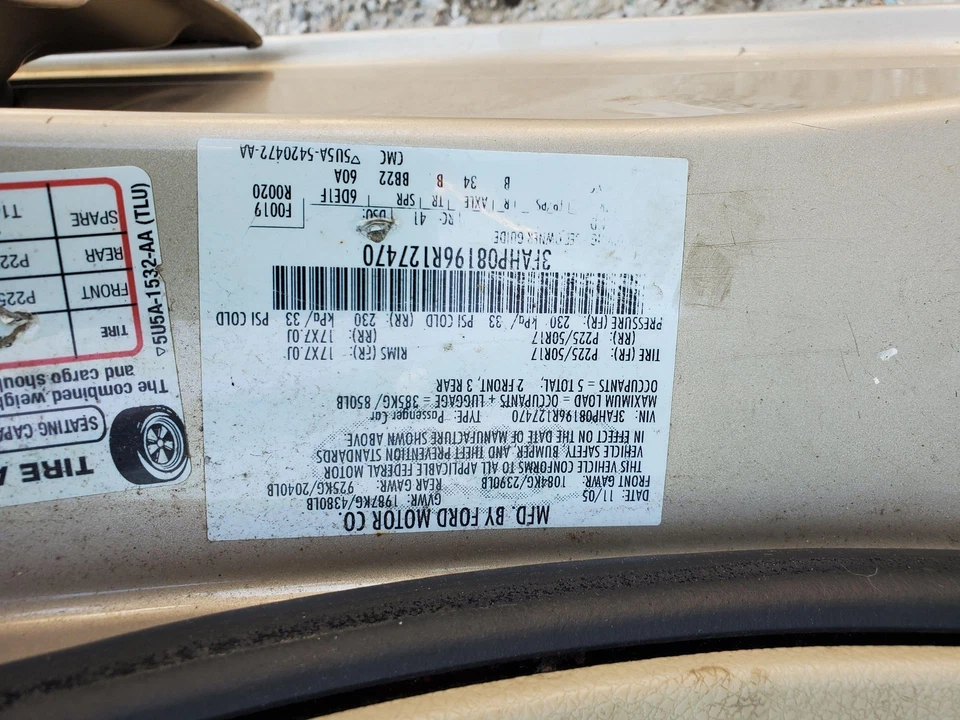 MFD. BY FORD MOTOR CO.
DATE: 11/05 GVWR: 1987KG/4380LB
FRONT GAWR: 1084KG/2390LB REAR GAWR: 925KG/2040LB
THIS VEHICLE CONFORMS TO ALL APPLICABLE FEDERAL MOTOR
VEHICLE SAFETY, BUMPER, AND THEFT PREVENTION STANDARDS
IN EFFECT ON THE DATE OF MANUFACTURE SHOWN ABOVE.
VIN: 3FAHP08196R127470 TYPE: Passenger Car
MAXIMUM LOAD = OCCUPANTS + LUGGAGE = 385KG/850LB
OCCUPANTS = 5 TOTAL, 2 FRONT, 3 REAR
TIRE (FR): P225/50R17 RIMS (FR): 17X7.0J
(RR): P225/50R17 (RR): 17X7.0J
PRESSURE (FR) 230 kPa/ 33 PSI COLD (RR) 230 kPa/ 33 PSI COLD
3FAHP08196R127470
OWNER GUIDE
RC: 41 DSO: F0019
AXLE TR SPR R0020
B 34 B BB22 6DE1F
60A
CMC ▽5U5A-5420472-AA
TIRE A
SEATING CAPA
The combined weigh
and cargo shoul
TIRE
FRONT P225
REAR P22
SPARE T1
▽5U5A-1532-AA (TLU)